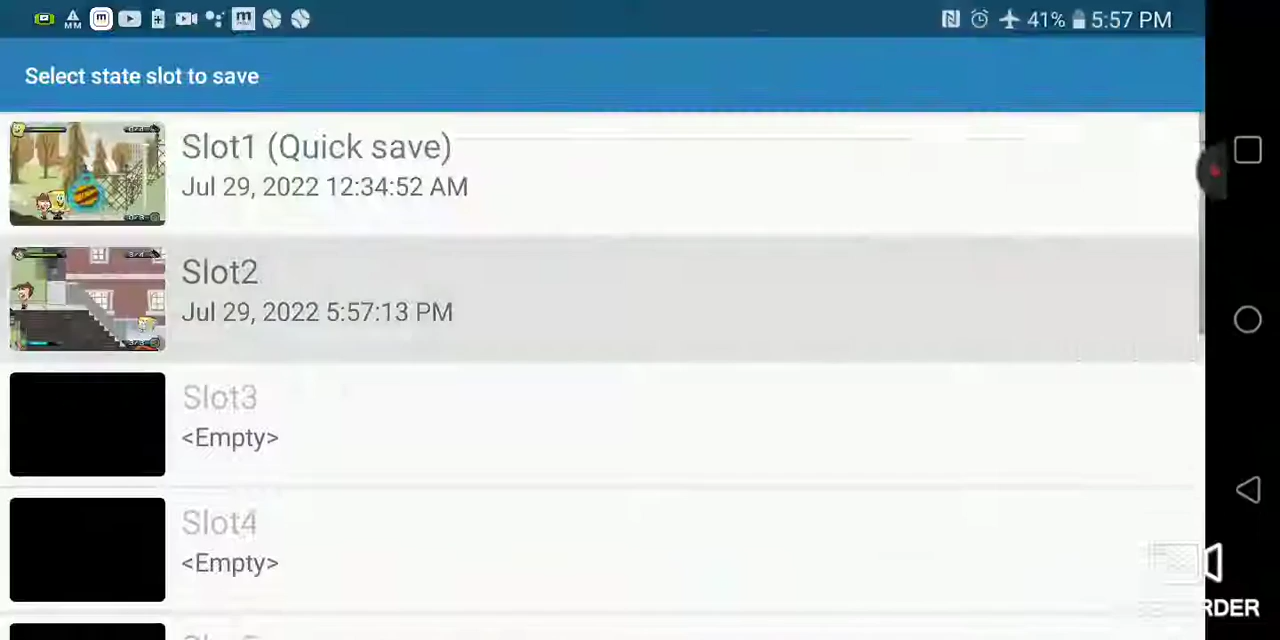 41% 5:57 PM
Select state slot to save
Slot1 (Quick save)
Jul 29, 2022 12:34:52 AM
Slot2
Jul 29, 2022 5:57:13 PM
Slot3
<Empty>
Slot4
<Empty>
RDER